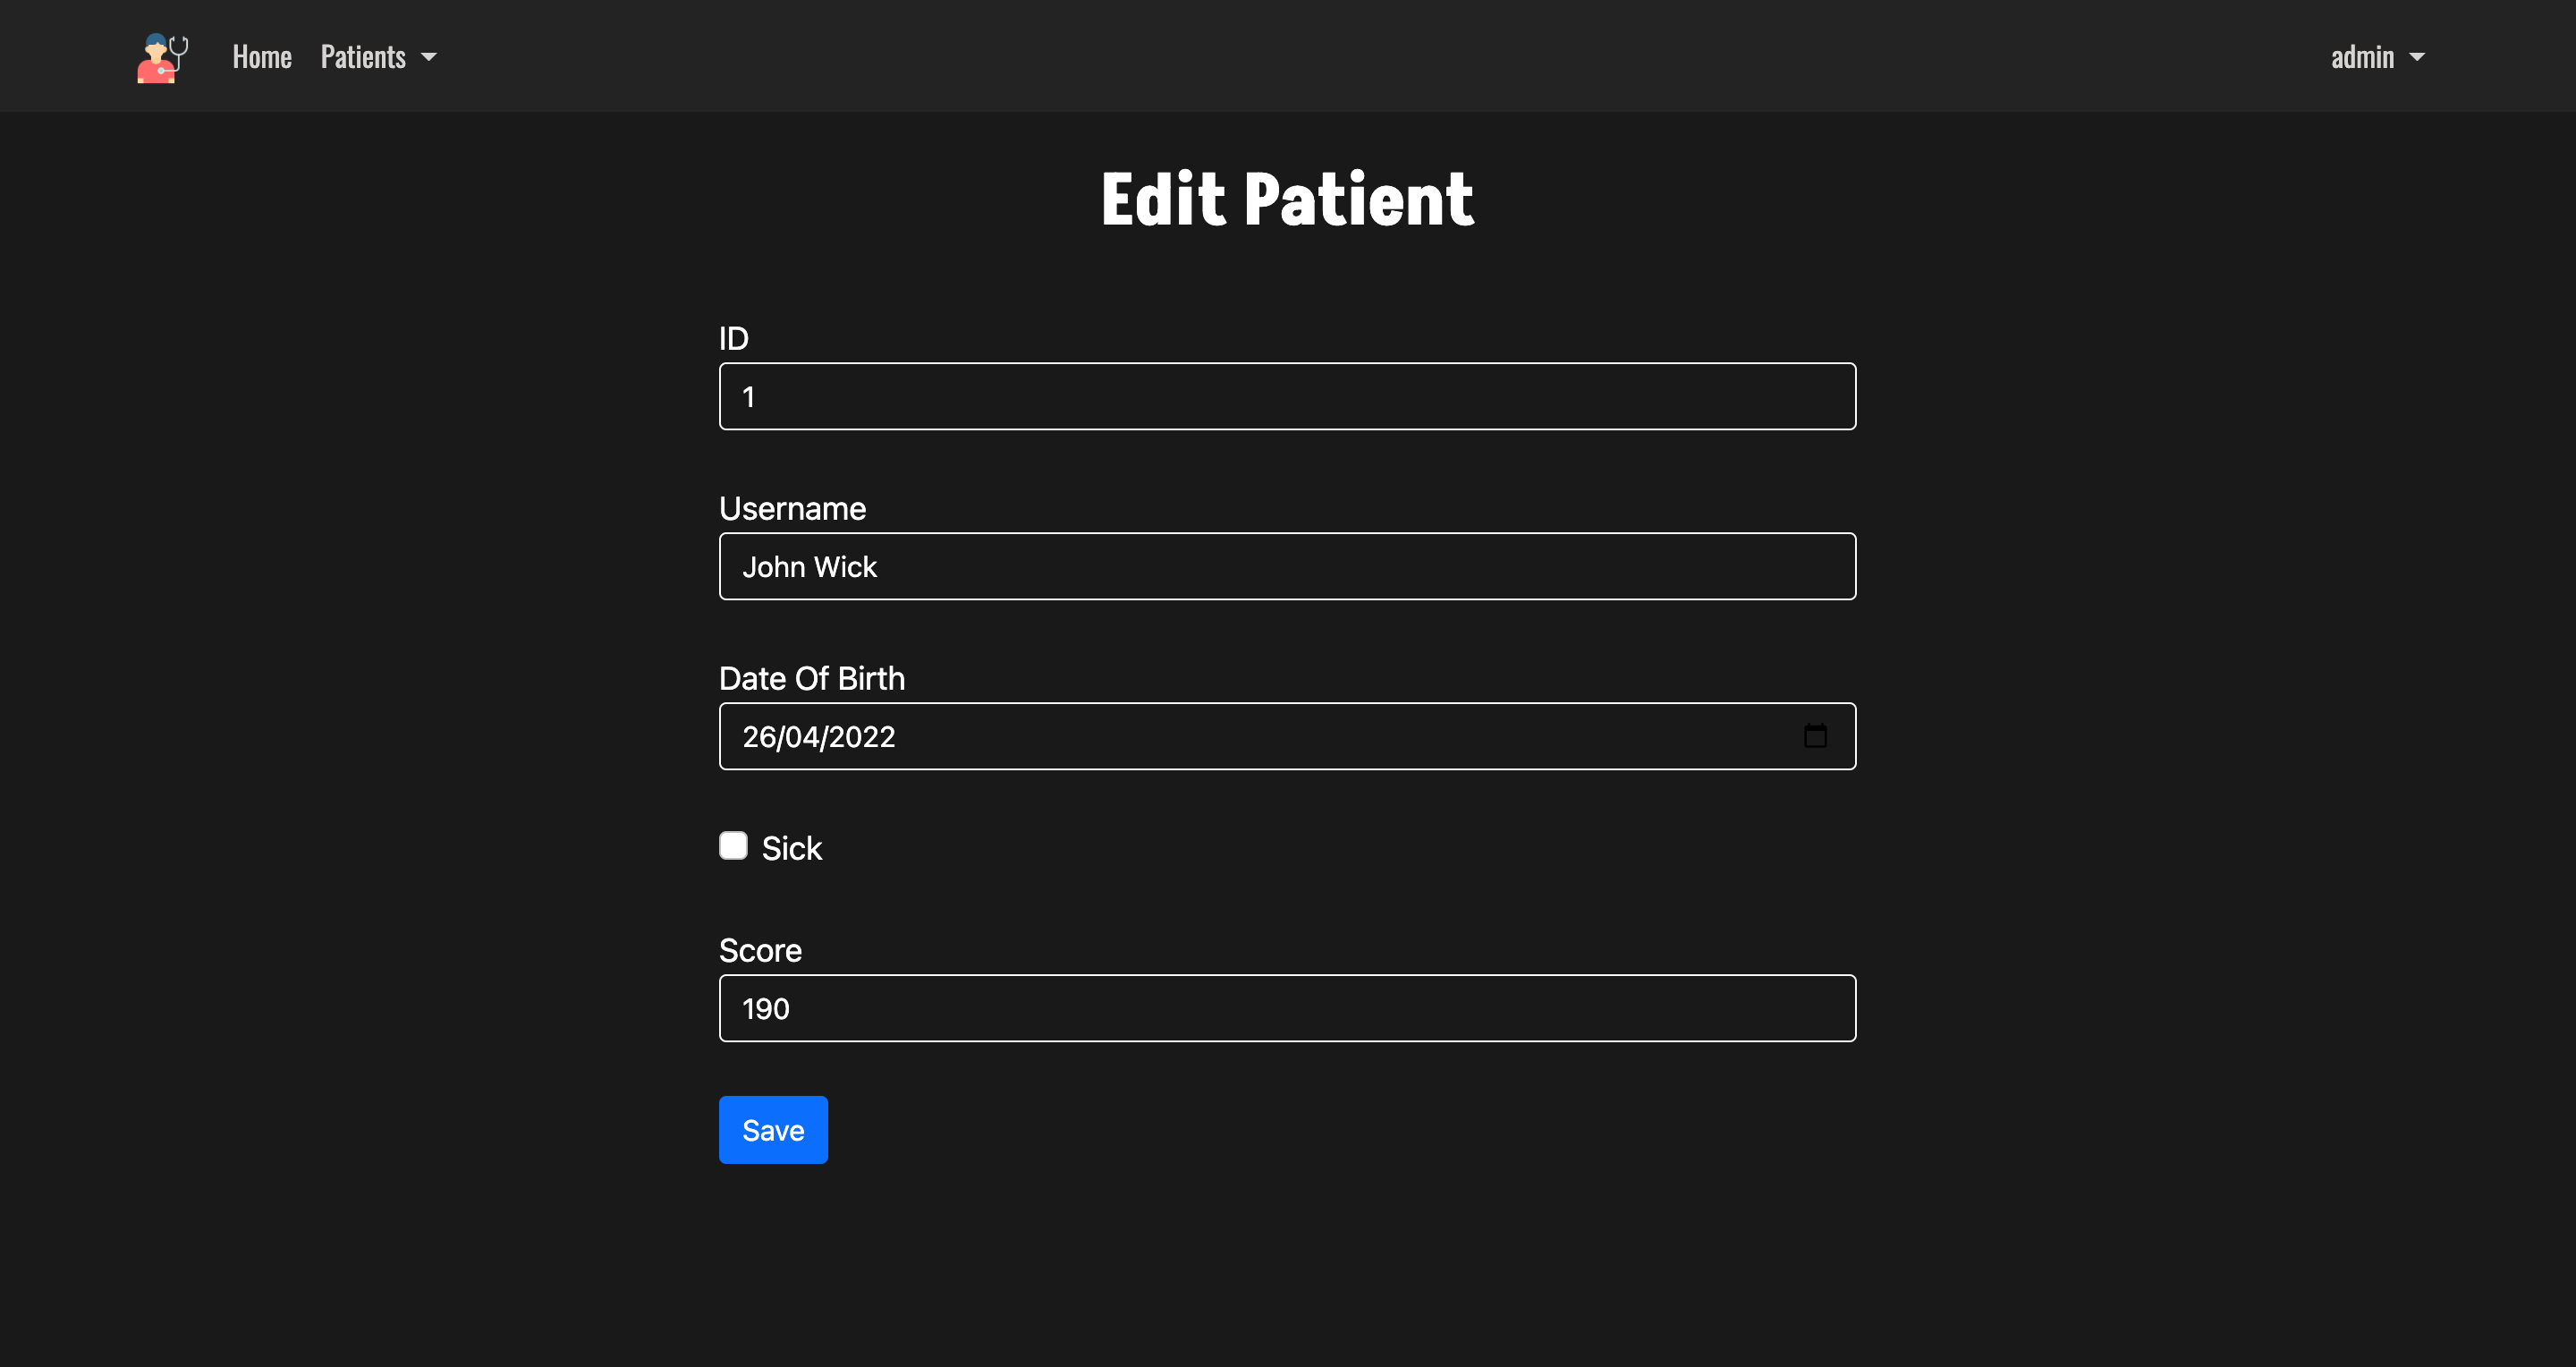 Home Patients admin
Edit Patient
ID
1
Username
John Wick
Date Of Birth
26/04/2022
Sick
Score
190
Save